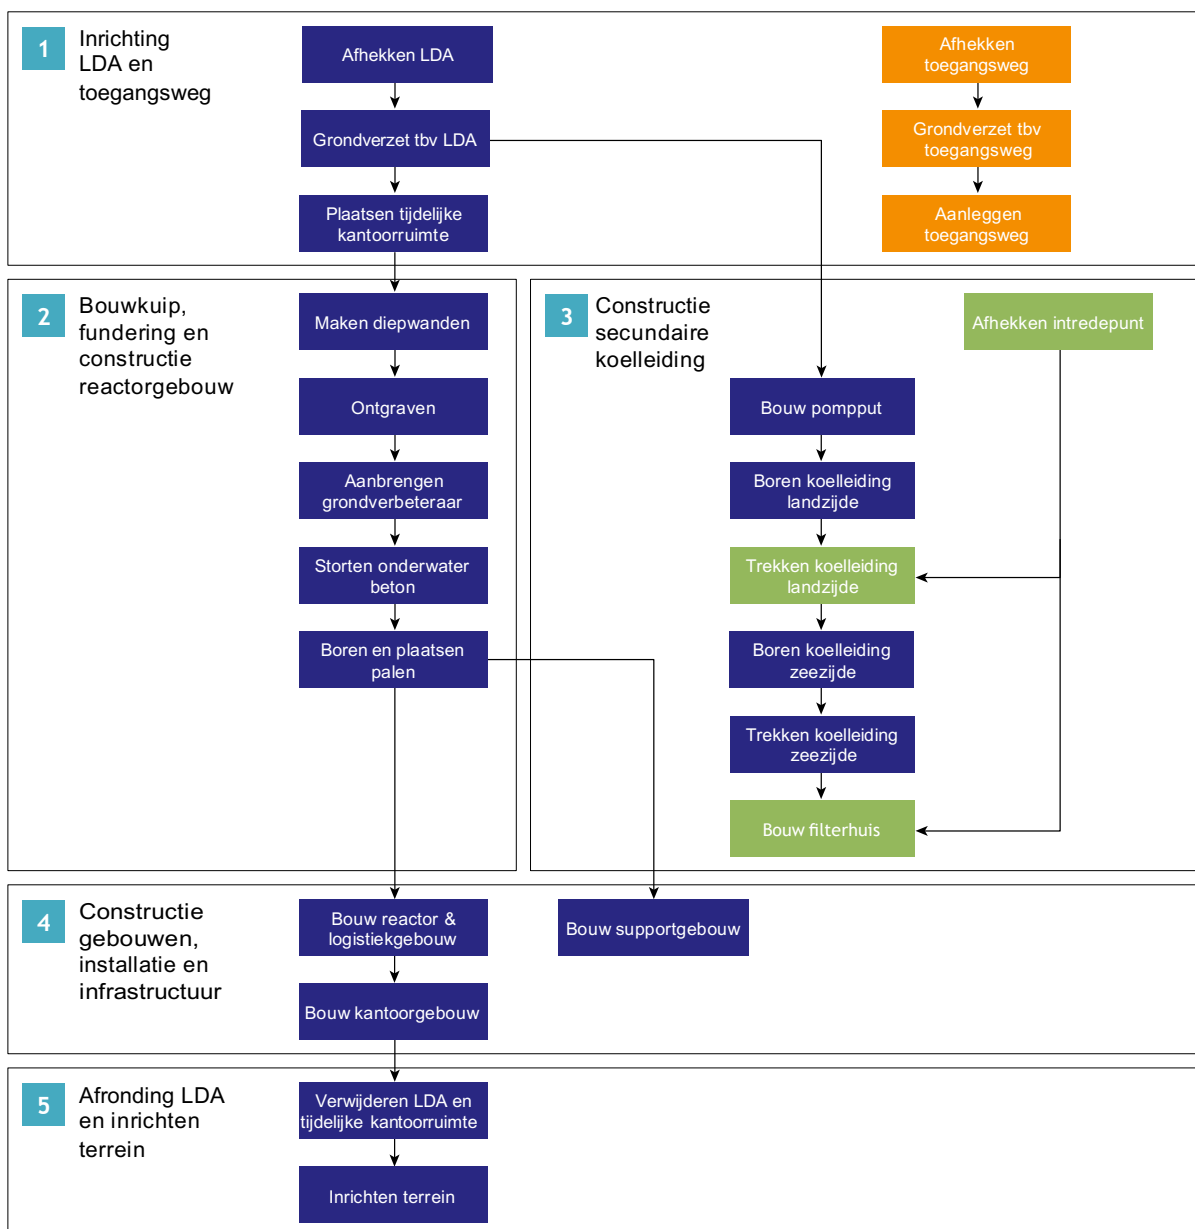 1
Inrichting
LDA en
toegangsweg
Afhekken LDA
Grondverzet tbv LDA
Plaatsen tijdelijke
kantoorruimte
Afhekken
toegangsweg
Grondverzet tbv
toegangsweg
Aanleggen
toegangsweg
2
Bouwkuip,
fundering en
constructie
reactorgebouw
Maken diepwanden
Ontgraven
Aanbrengen
grondverbeteraar
Storten onderwater
beton
Boren en plaatsen
palen
3
Constructie
secundaire
koelleiding
Afhekken intredepunt
Bouw pompput
Boren koelleiding
landzijde
Trekken koelleiding
landzijde
Boren koelleiding
zeezijde
Trekken koelleiding
zeezijde
Bouw filterhuis
4
Constructie
gebouwen,
installatie en
infrastructuur
Bouw reactor &
logistiekgebouw
Bouw kantoorgebouw
Bouw supportgebouw
5
Afronding LDA
en inrichten
terrein
Verwijderen LDA en
tijdelijke kantoorruimte
Inrichten terrein